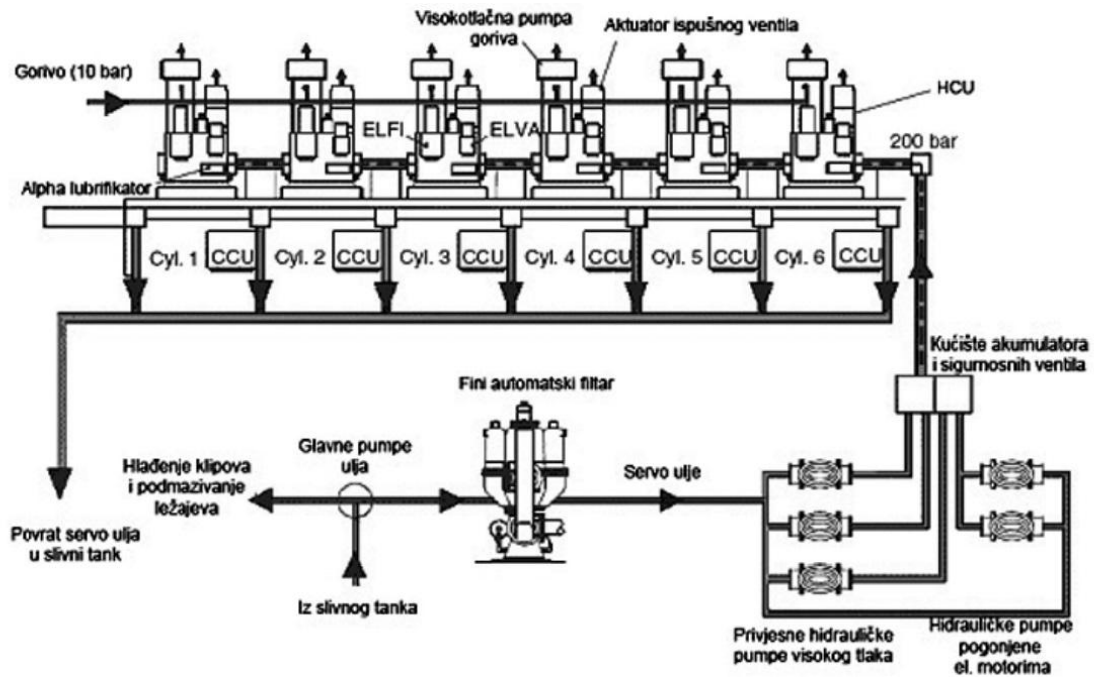 Visokotlačna pumpa
goriva
Aktuator ispušnog ventila
Gorivo (10 bar)
HCU
ELFI
ELVA
200 bar
Alpha lubrifikator
Cyl. 1
CCU
Cyl. 2
CCU
Cyl. 3
CCU
Cyl. 4
CCU
Cyl. 5
CCU
Cyl. 6
CCU
Kućište akumulatora
i sigurnosnih ventila
Fini automatski filtar
Glavne pumpe
ulja
Hlađenje klipova
i podmazivanje
ležajeva
Servo ulje
Povrat servo ulja
u slivni tank
Iz slivnog tanka
Privjesne hidrauličke
pumpe visokog tlaka
Hidrauličke pumpe
pogonjene
el. motorima